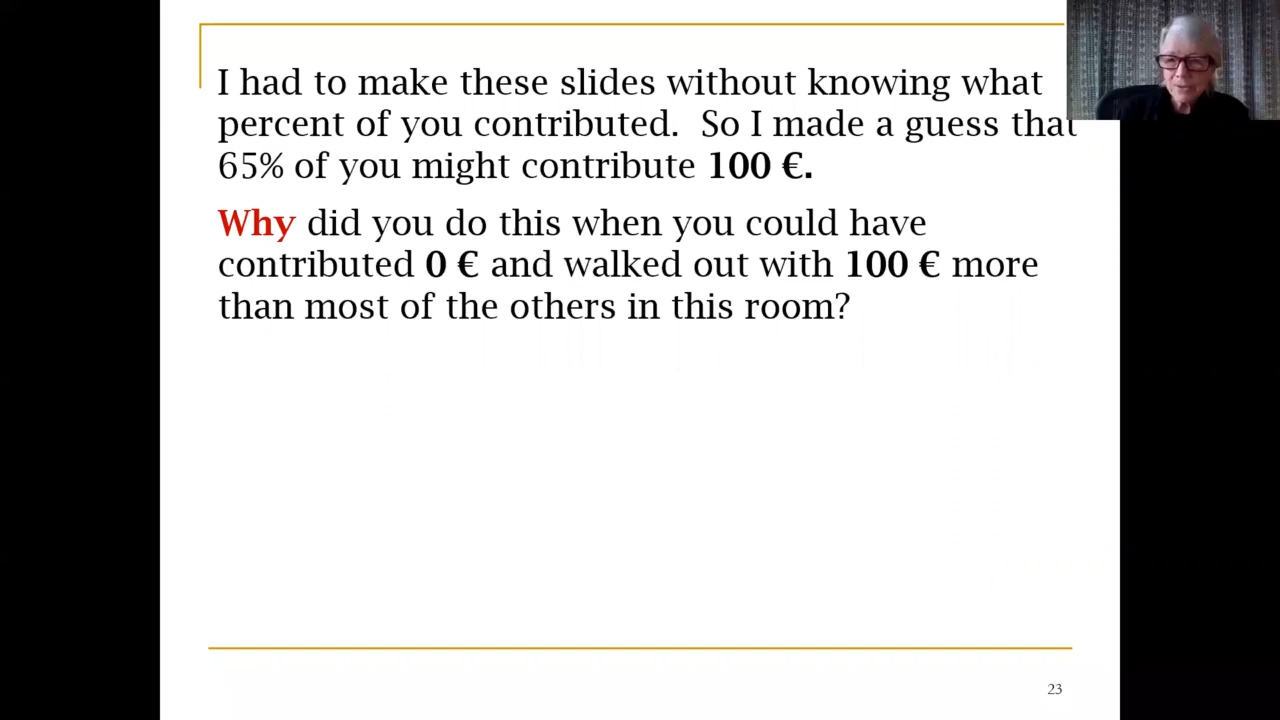 I had to make these slides without knowing what
percent of you contributed.  So I made a guess that
65% of you might contribute 100 €.
Why did you do this when you could have
contributed 0 € and walked out with 100 € more
than most of the others in this room?
23